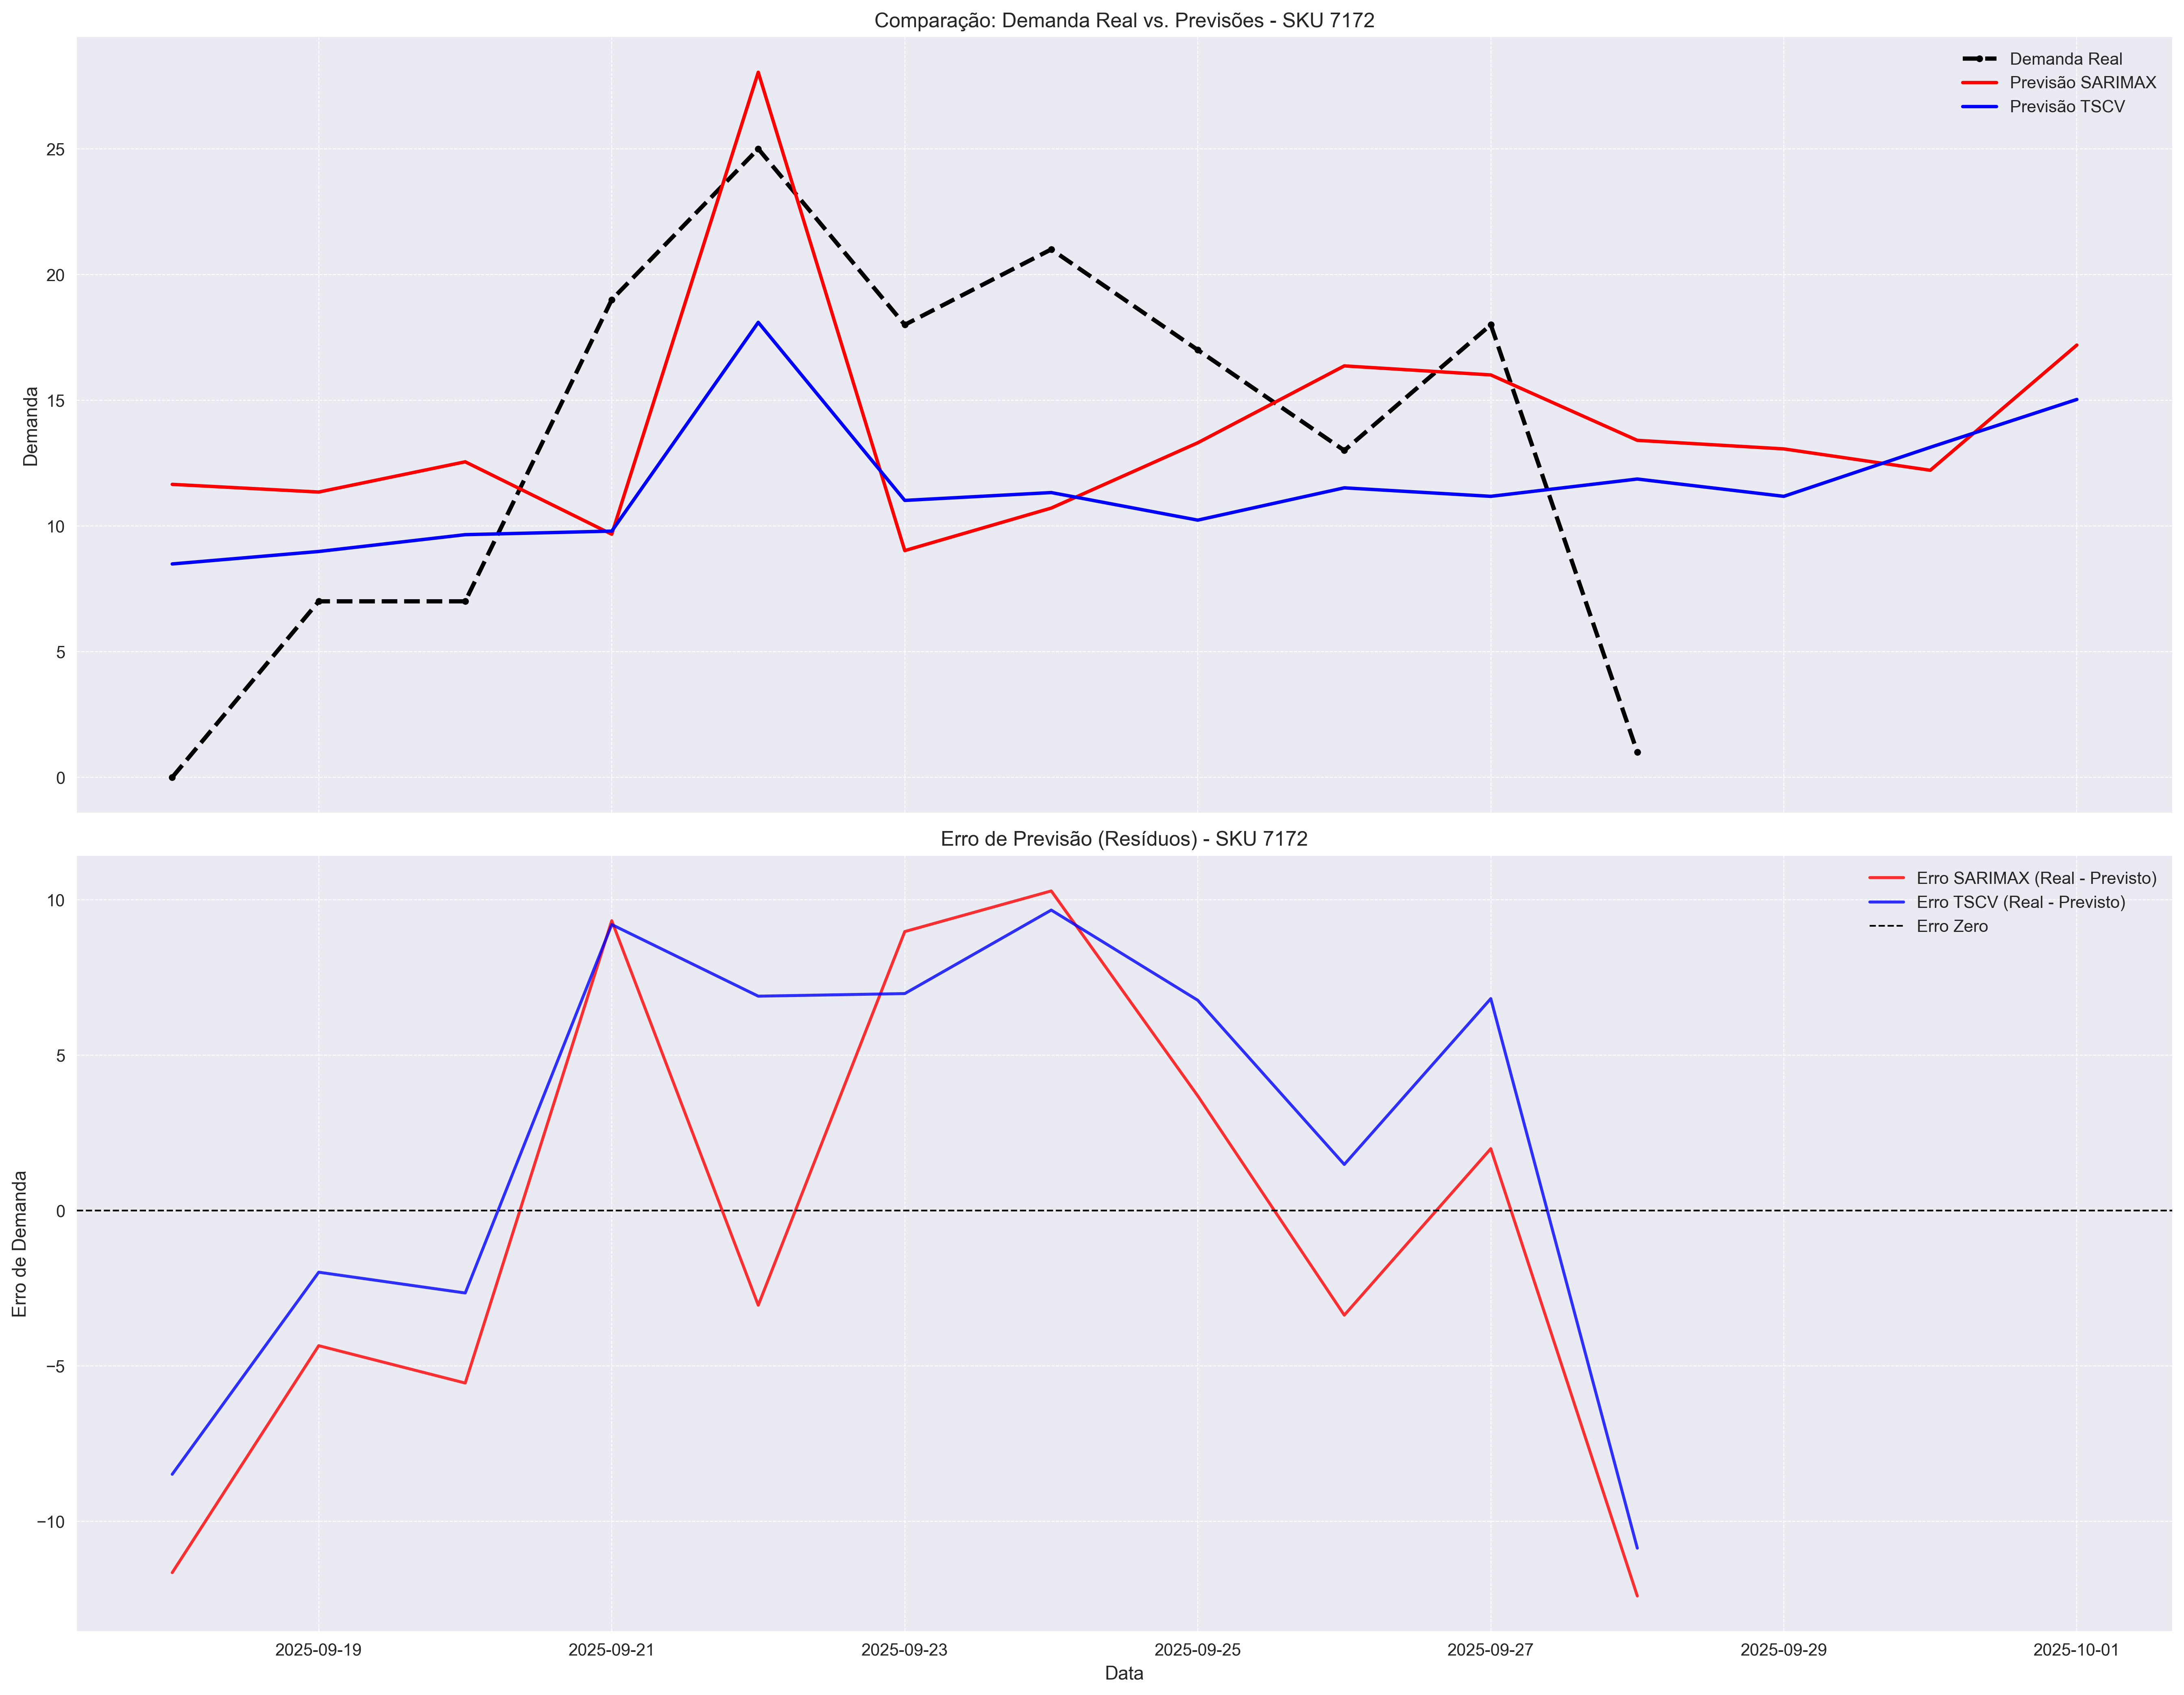 Comparação: Demanda Real vs. Previsões - SKU 7172
Demanda Real
Previsão SARIMAX
Previsão TSCV
25
20
15
10
5
0
Demanda
Erro de Previsão (Resíduos) - SKU 7172
Erro SARIMAX (Real - Previsto)
Erro TSCV (Real - Previsto)
Erro Zero
10
5
0
−5
−10
Erro de Demanda
2025-09-19
2025-09-21
2025-09-23
2025-09-25
2025-09-27
2025-09-29
2025-10-01
Data